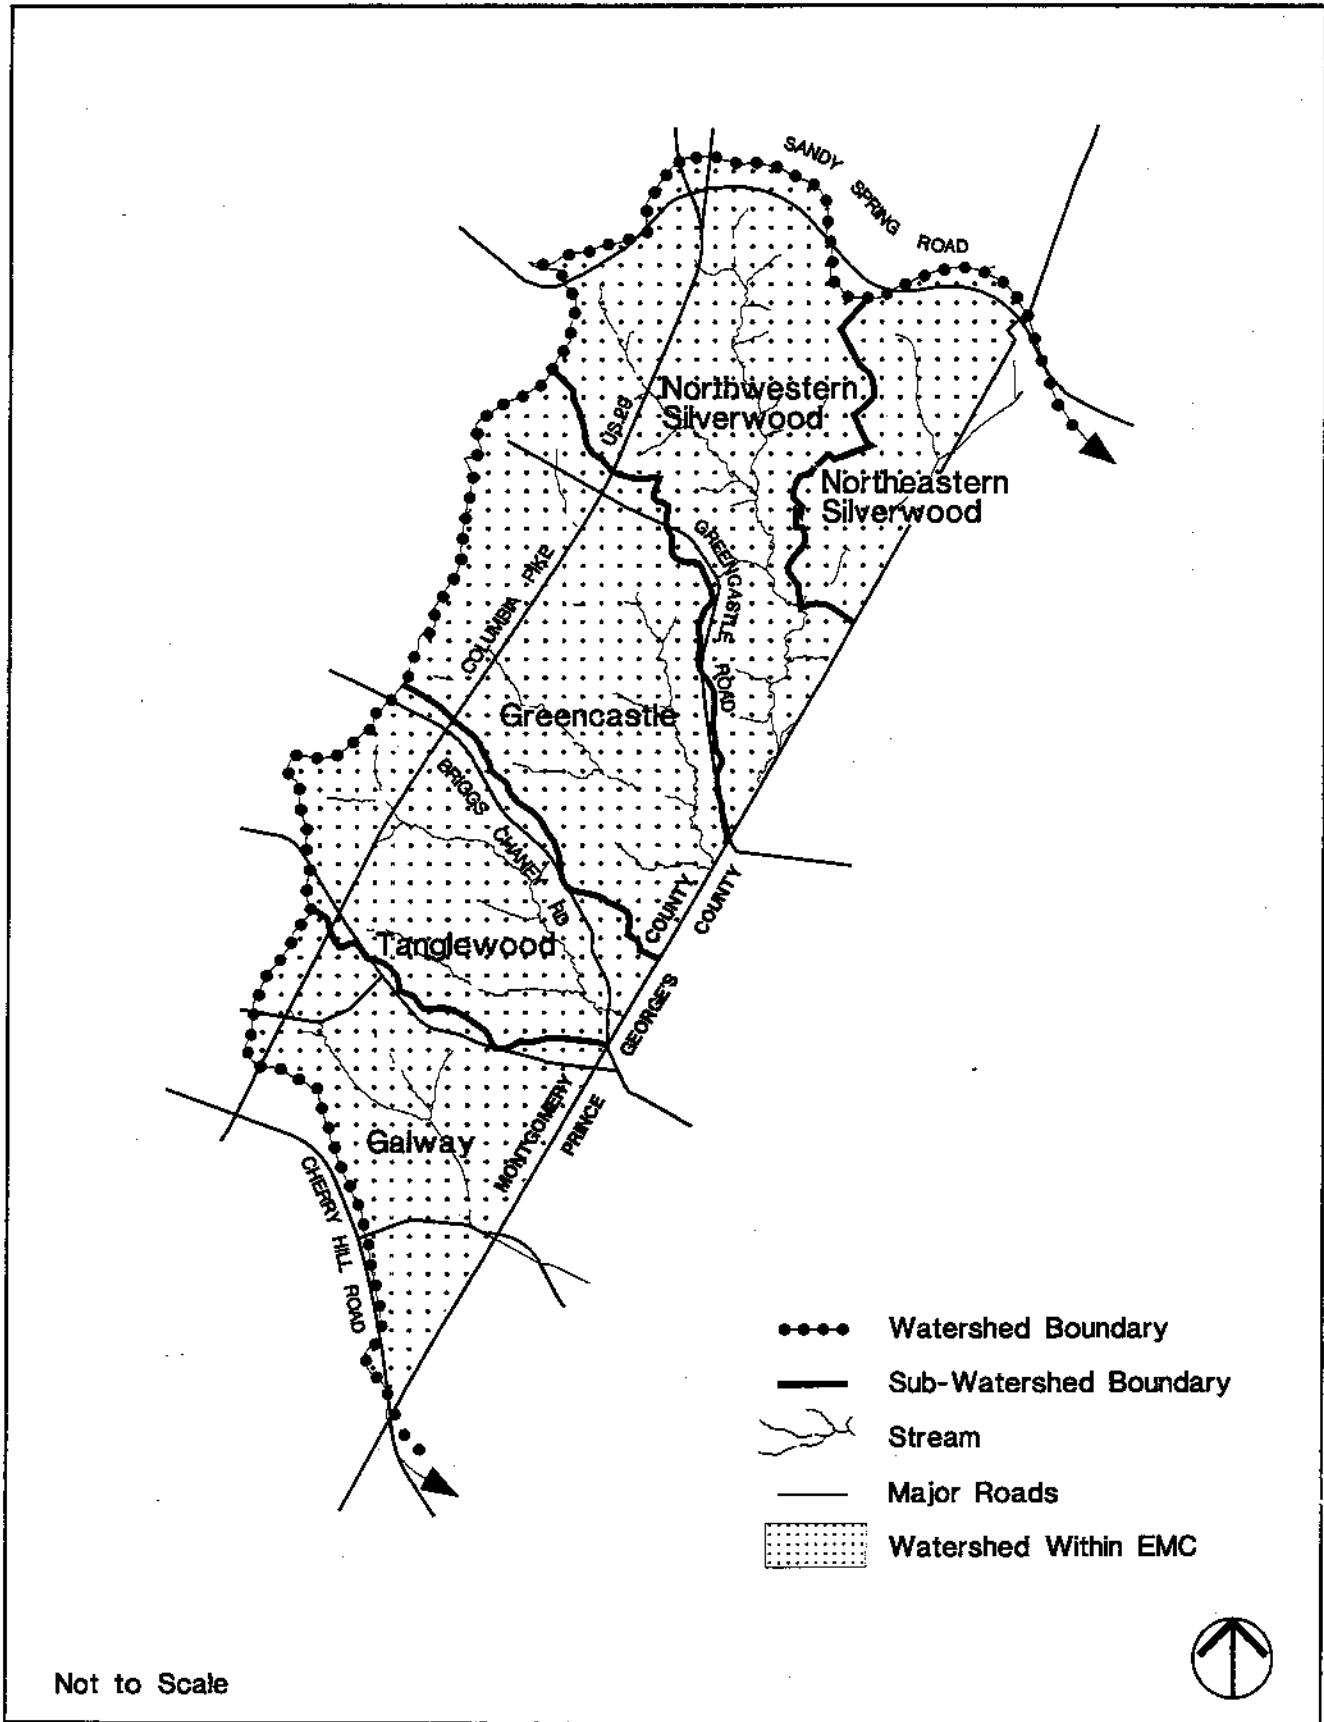 SANDY SPRING ROAD
US.29
Northwestern
Silverwood
Northeastern
Silverwood
GREENCASTLE ROAD
COLUMBIA PIKE
Greencastle
BRIGGS CHANEY RD
Tanglewood
MONTGOMERY COUNTY
PRINCE GEORGE'S COUNTY
Galway
CHERRY HILL ROAD
Watershed Boundary
Sub-Watershed Boundary
Stream
Major Roads
Watershed Within EMC
Not to Scale